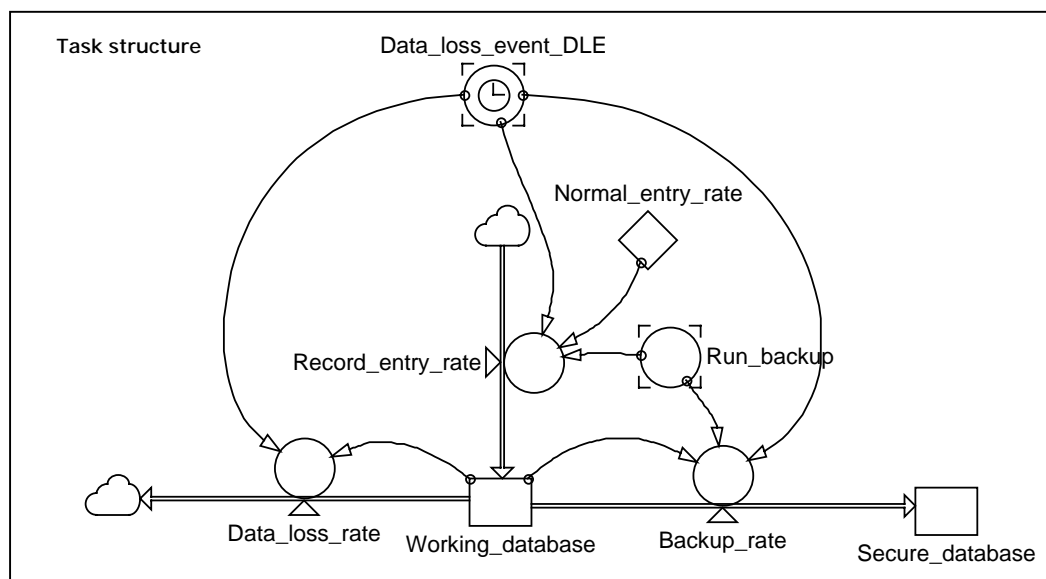 Task structure
Data_loss_event_DLE
Normal_entry_rate
Record_entry_rate
Run_backup
Data_loss_rate
Working_database
Backup_rate
Secure_database